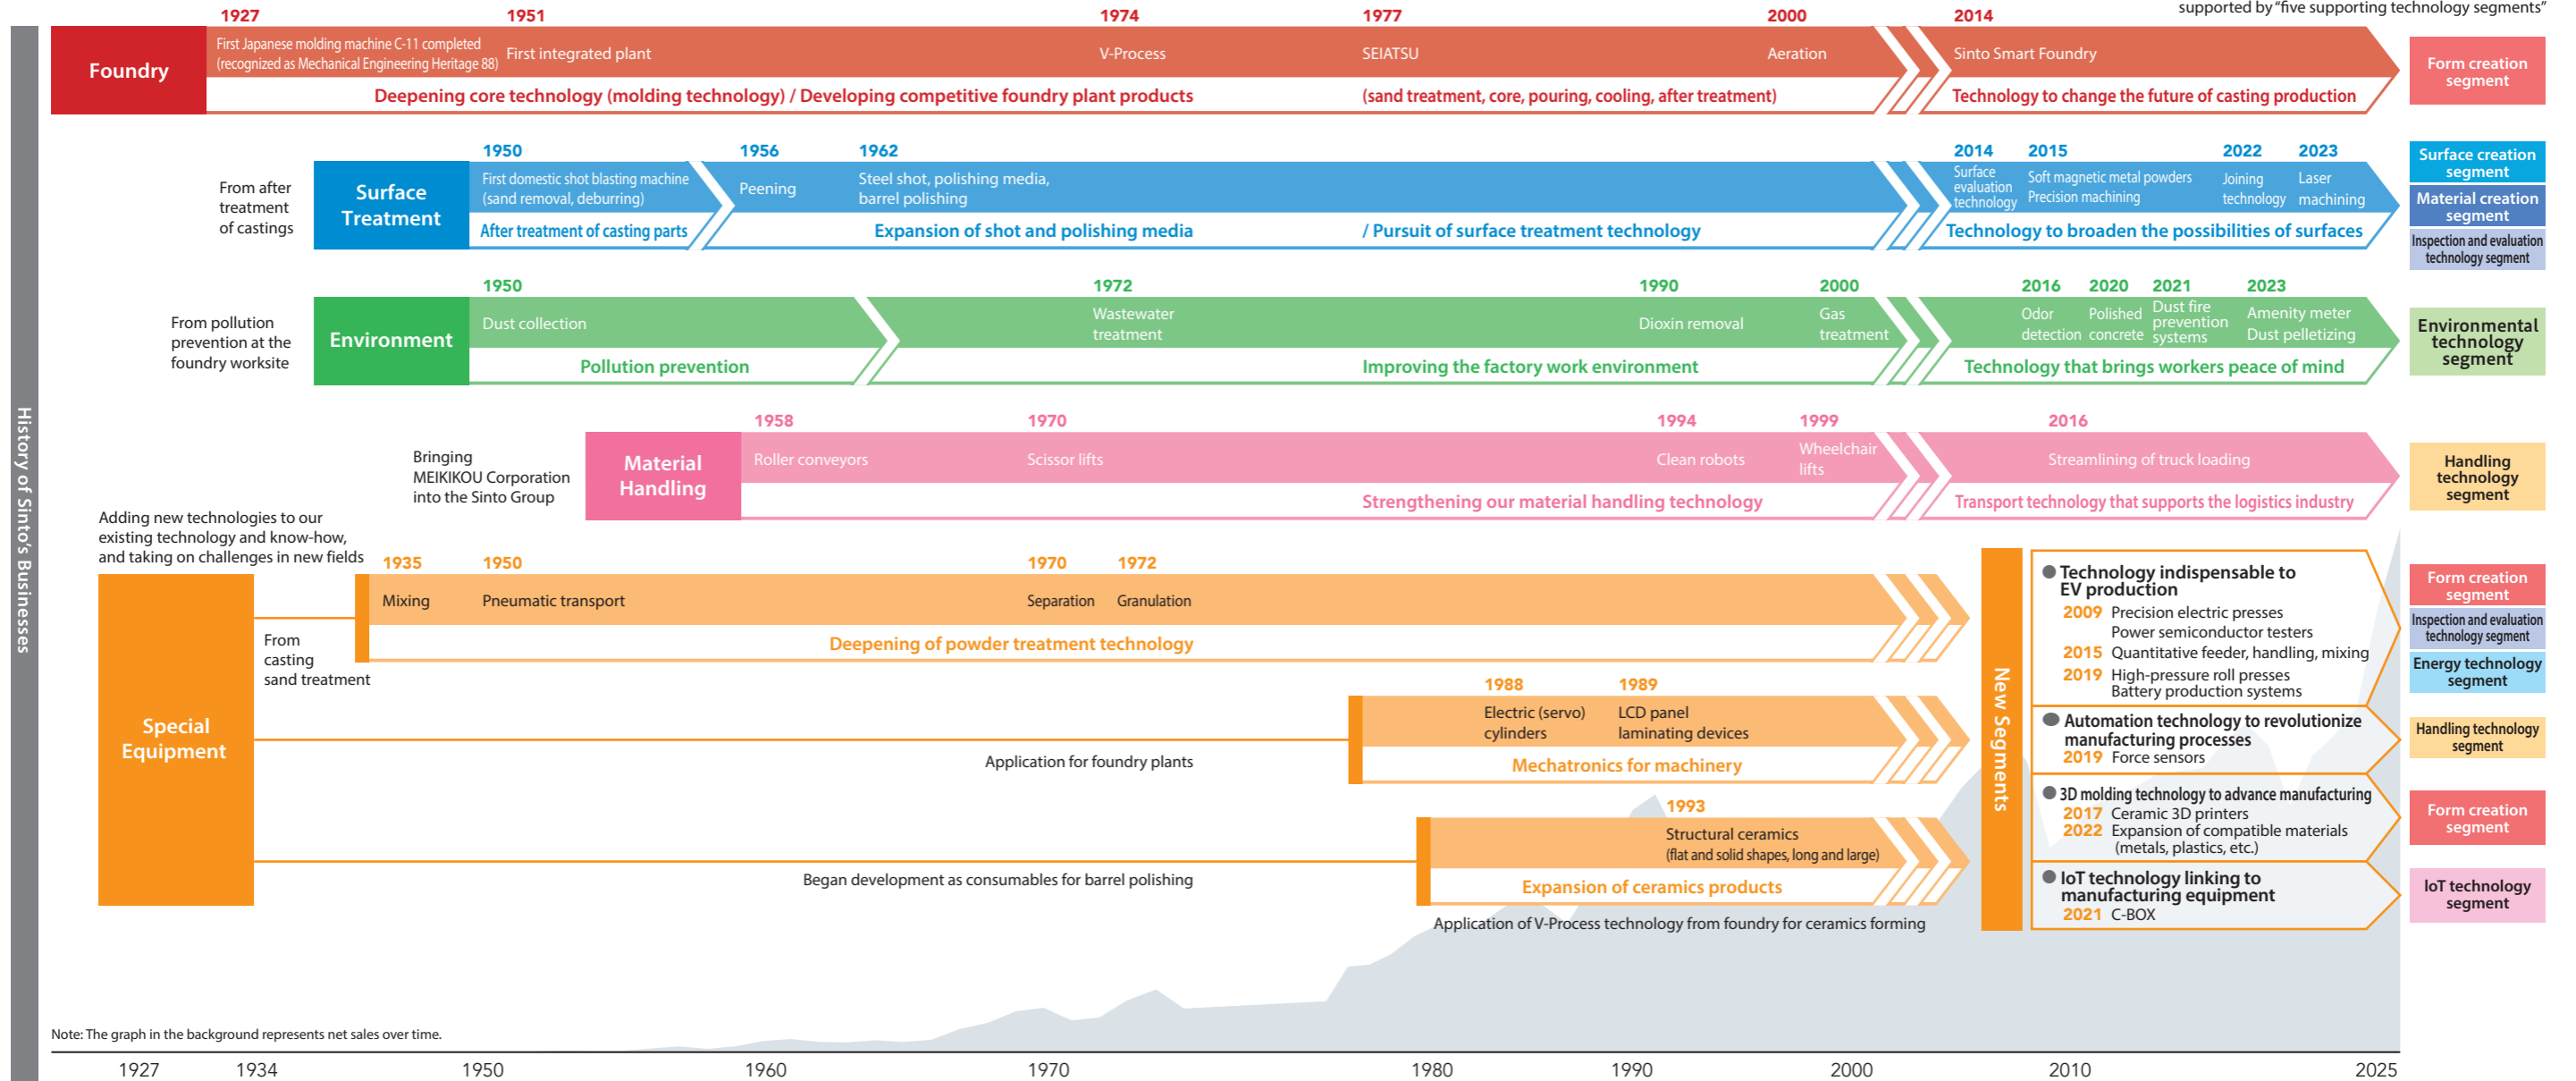 supported by “five supporting technology segments”
History of Sinto’s Businesses
1927
1951
1974
1977
2000
2014
Foundry
First Japanese molding machine C-11 completed
(recognized as Mechanical Engineering Heritage 88)
First integrated plant
V-Process
SEIATSU
Aeration
Sinto Smart Foundry
Deepening core technology (molding technology) / Developing competitive foundry plant products
(sand treatment, core, pouring, cooling, after treatment)
Technology to change the future of casting production
Form creation
segment
From after
treatment
of castings
Surface
Treatment
1950
1956
1962
2014
2015
2022
2023
First domestic shot blasting machine
(sand removal, deburring)
Peening
Steel shot, polishing media,
barrel polishing
Surface
evaluation
technology
Soft magnetic metal powders
Precision machining
Joining
technology
Laser
machining
After treatment of casting parts
Expansion of shot and polishing media
/ Pursuit of surface treatment technology
Technology to broaden the possibilities of surfaces
Surface creation
segment
Material creation
segment
Inspection and evaluation
technology segment
From pollution
prevention at the
foundry worksite
Environment
1950
1972
1990
2000
2016
2020
2021
2023
Dust collection
Wastewater
treatment
Dioxin removal
Gas
treatment
Odor
detection
Polished
concrete
Dust fire
prevention
systems
Amenity meter
Dust pelletizing
Pollution prevention
Improving the factory work environment
Technology that brings workers peace of mind
Environmental
technology
segment
Bringing
MEIKIKOU Corporation
into the Sinto Group
Material
Handling
1958
1970
1994
1999
2016
Roller conveyors
Scissor lifts
Clean robots
Wheelchair
lifts
Streamlining of truck loading
Strengthening our material handling technology
Transport technology that supports the logistics industry
Handling
technology
segment
Adding new technologies to our
existing technology and know-how,
and taking on challenges in new fields
Special
Equipment
From
casting
sand treatment
1935
1950
1970
1972
Mixing
Pneumatic transport
Separation
Granulation
Deepening of powder treatment technology
Application for foundry plants
1988
1989
Electric (servo)
cylinders
LCD panel
laminating devices
Mechatronics for machinery
Began development as consumables for barrel polishing
1993
Structural ceramics
(flat and solid shapes, long and large)
Expansion of ceramics products
Application of V-Process technology from foundry for ceramics forming
New Segments
● Technology indispensable to
EV production
2009 Precision electric presses
Power semiconductor testers
2015 Quantitative feeder, handling, mixing
2019 High-pressure roll presses
Battery production systems
● Automation technology to revolutionize
manufacturing processes
2019 Force sensors
● 3D molding technology to advance manufacturing
2017 Ceramic 3D printers
2022 Expansion of compatible materials
(metals, plastics, etc.)
● IoT technology linking to
manufacturing equipment
2021 C-BOX
Form creation
segment
Inspection and evaluation
technology segment
Energy technology
segment
Handling technology
segment
Form creation
segment
IoT technology
segment
Note: The graph in the background represents net sales over time.
1927
1934
1950
1960
1970
1980
1990
2000
2010
2025